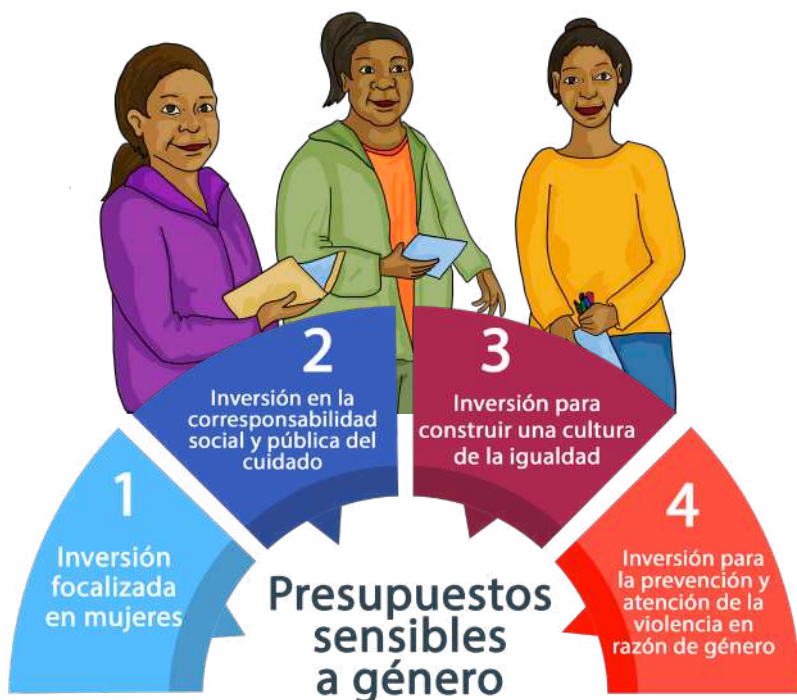 1
Inversión
focalizada
en mujeres
2
Inversión en la
corresponsabilidad
social y pública del
cuidado
3
Inversión para
construir una cultura
de la igualdad
4
Inversión para
la prevención y
atención de la
violencia en
razón de género
Presupuestos
sensibles
a género